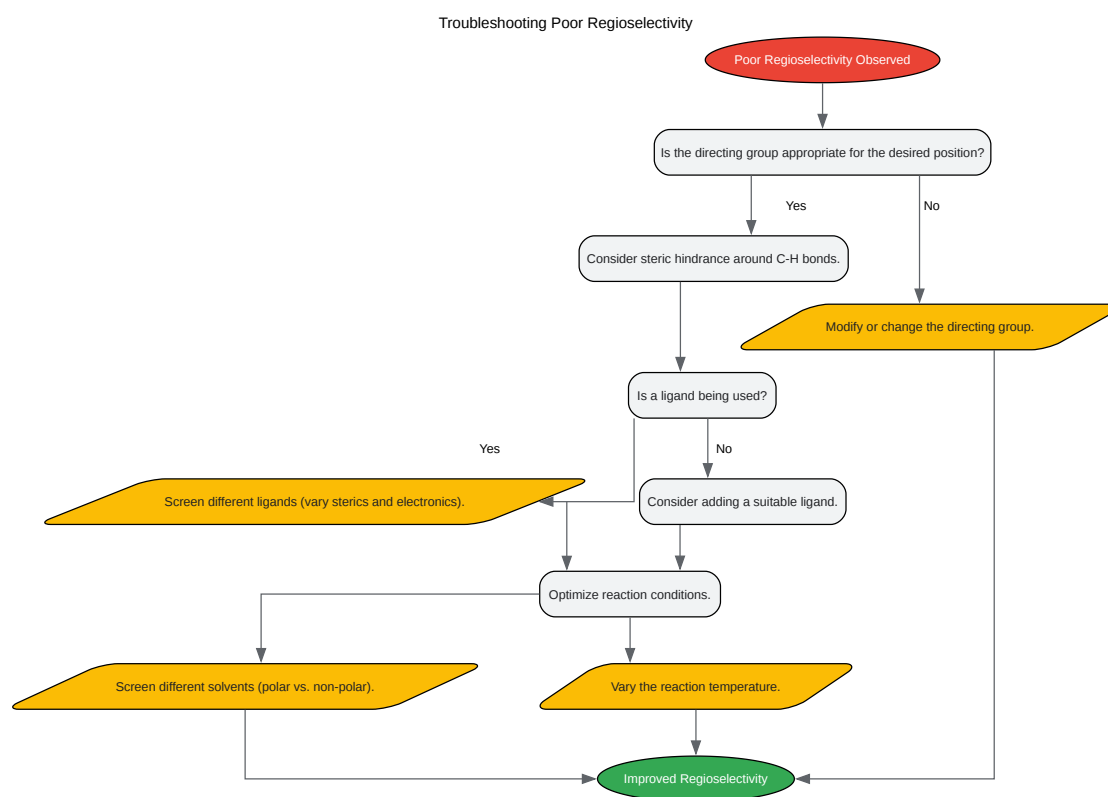 Troubleshooting Poor Regioselectivity
Poor Regioselectivity Observed
Is the directing group appropriate for the desired position?
Yes
No
Consider steric hindrance around C-H bonds.
Modify or change the directing group.
Is a ligand being used?
Yes
No
Screen different ligands (vary sterics and electronics).
Consider adding a suitable ligand.
Optimize reaction conditions.
Screen different solvents (polar vs. non-polar).
Vary the reaction temperature.
Improved Regioselectivity